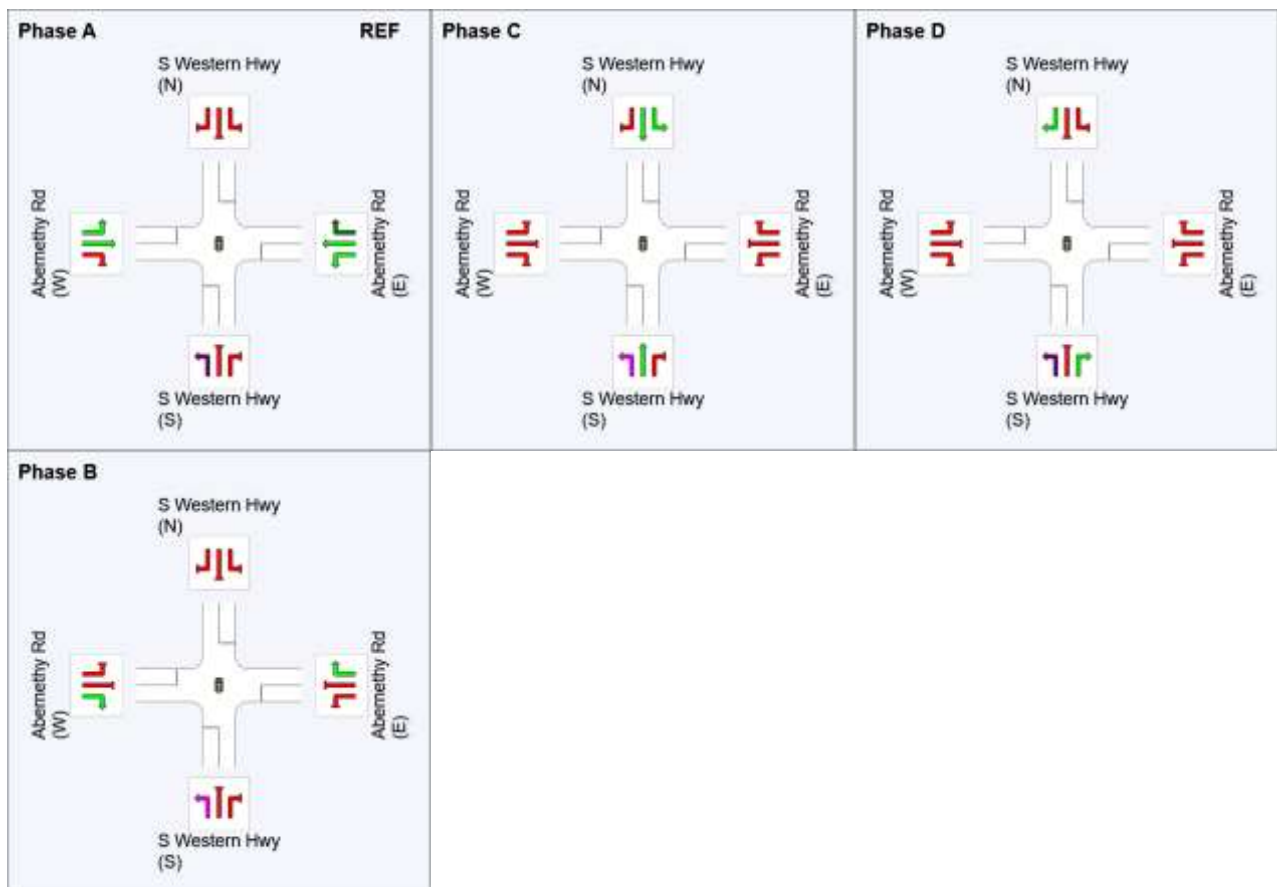 Phase A
REF
S Western Hwy
(N)
Abernethy Rd
(W)
Abernethy Rd
(E)
S Western Hwy
(S)
Phase C
S Western Hwy
(N)
Abernethy Rd
(W)
Abernethy Rd
(E)
S Western Hwy
(S)
Phase D
S Western Hwy
(N)
Abernethy Rd
(W)
Abernethy Rd
(E)
S Western Hwy
(S)
Phase B
S Western Hwy
(N)
Abernethy Rd
(W)
Abernethy Rd
(E)
S Western Hwy
(S)